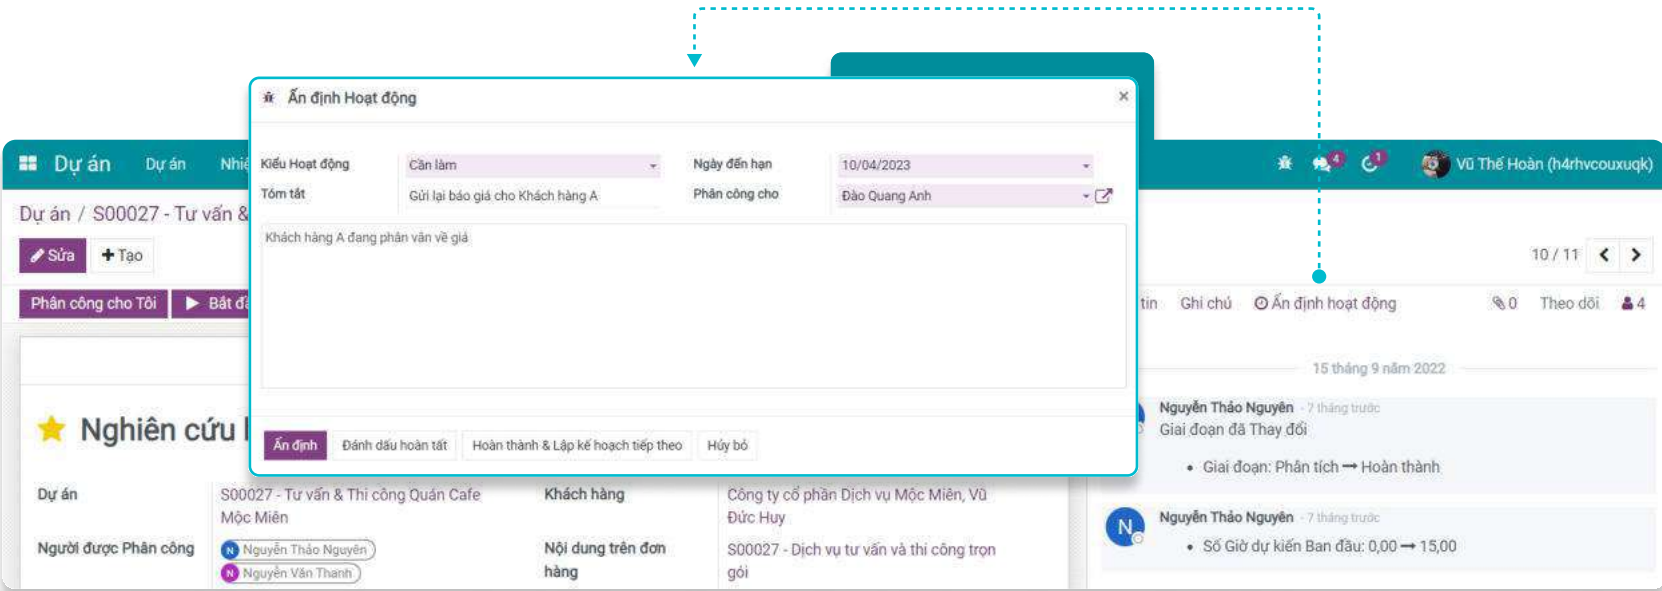 Ấn định Hoạt động
×
Kiểu Hoạt động Cần làm Ngày đến hạn 10/04/2023
Tóm tắt Gửi lại báo giá cho Khách hàng A Phân công cho Đào Quang Anh
Khách hàng A đang phân vân về giá
Ấn định Đánh dấu hoàn tất Hoàn thành & Lập kế hoạch tiếp theo Hủy bỏ
Dự án Dự án Nhiê
4 1 Vũ Thế Hoàn (h4rhvcouxuqk)
Dự án / S00027 - Tư vấn &
Sửa +Tạo
10 / 11
Phân công cho Tôi Bắt đầ
tin Ghi chú Ấn định hoạt động 0 Theo dõi 4
Nghiên cứu
Dự án S00027 - Tư vấn & Thi công Quán Cafe
Mộc Miên
Khách hàng Công ty cổ phần Dịch vụ Mộc Miên, Vũ
Đức Huy
Người được Phân công N Nguyễn Thảo Nguyên
N Nguyễn Văn Thanh
Nội dung trên đơn
hàng
S00027 - Dịch vụ tư vấn và thi công trọn
gói
15 tháng 9 năm 2022
Nguyễn Thảo Nguyên - 7 tháng trước
Giai đoạn đã Thay đổi
• Giai đoạn: Phân tích → Hoàn thành
N
Nguyễn Thảo Nguyên - 7 tháng trước
• Số Giờ dự kiến Ban đầu: 0,00 → 15,00